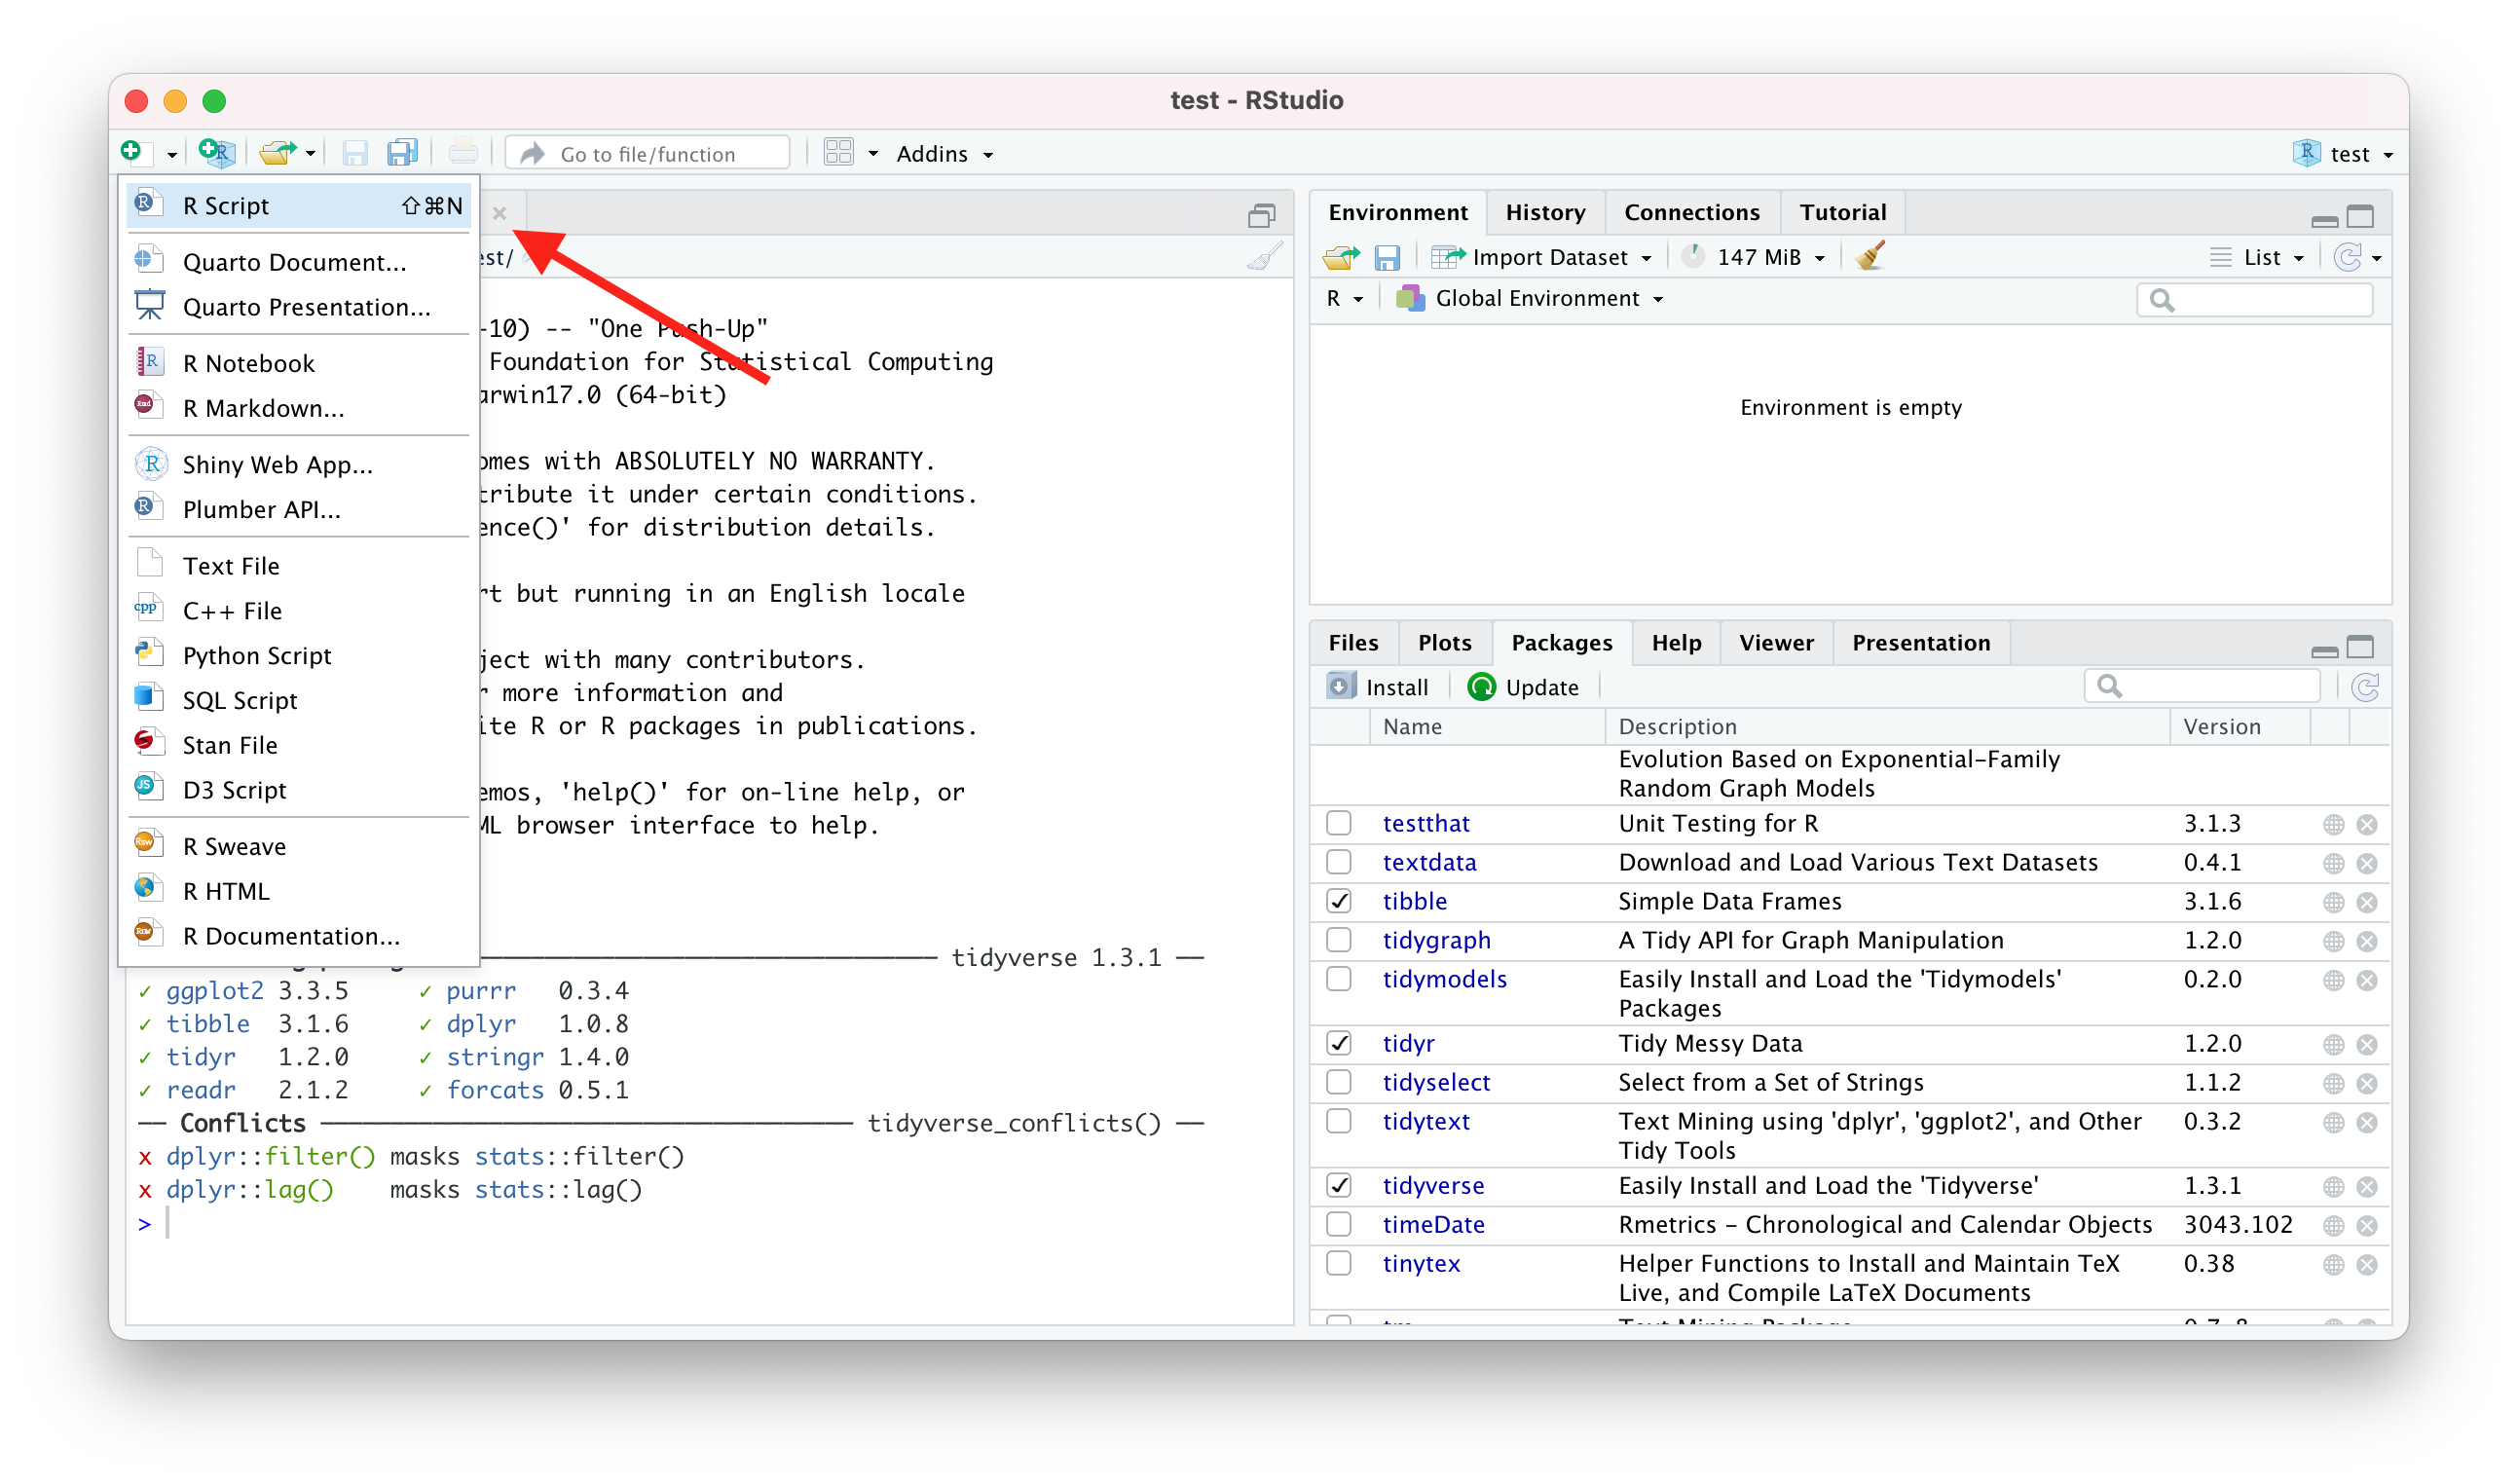 test - RStudio
Go to file/function
Addins
test
R Script ⇧⌘N
Quarto Document...
Quarto Presentation...
R Notebook
R Markdown...
Shiny Web App...
Plumber API...
Text File
C++ File
Python Script
SQL Script
Stan File
D3 Script
R Sweave
R HTML
R Documentation...
est/
-10) -- "One Push-Up"
Foundation for Statistical Computing
arwin17.0 (64-bit)
omes with ABSOLUTELY NO WARRANTY.
tribute it under certain conditions.
ence()' for distribution details.
rt but running in an English locale
ject with many contributors.
r more information and
ite R or R packages in publications.
emos, 'help()' for on-line help, or
ML browser interface to help.
tidyverse 1.3.1
✓ ggplot2 3.3.5 ✓ purrr 0.3.4
✓ tibble 3.1.6 ✓ dplyr 1.0.8
✓ tidyr 1.2.0 ✓ stringr 1.4.0
✓ readr 2.1.2 ✓ forcats 0.5.1
── Conflicts ── tidyverse_conflicts() ──
x dplyr::filter() masks stats::filter()
x dplyr::lag() masks stats::lag()
>
Environment History Connections Tutorial
Import Dataset 147 MiB List
R Global Environment
Environment is empty
Files Plots Packages Help Viewer Presentation
Install Update
Name Description Version
Evolution Based on Exponential-Family
Random Graph Models
testthat Unit Testing for R 3.1.3
textdata Download and Load Various Text Datasets 0.4.1
tibble Simple Data Frames 3.1.6
tidygraph A Tidy API for Graph Manipulation 1.2.0
tidymodels Easily Install and Load the 'Tidymodels' 0.2.0
Packages
tidyr Tidy Messy Data 1.2.0
tidyselect Select from a Set of Strings 1.1.2
tidytext Text Mining using 'dplyr', 'ggplot2', and Other 0.3.2
Tidy Tools
tidyverse Easily Install and Load the 'Tidyverse' 1.3.1
timeDate Rmetrics - Chronological and Calendar Objects 3043.102
tinytex Helper Functions to Install and Maintain TeX 0.38
Live, and Compile LaTeX Documents
tm Text Mining Package